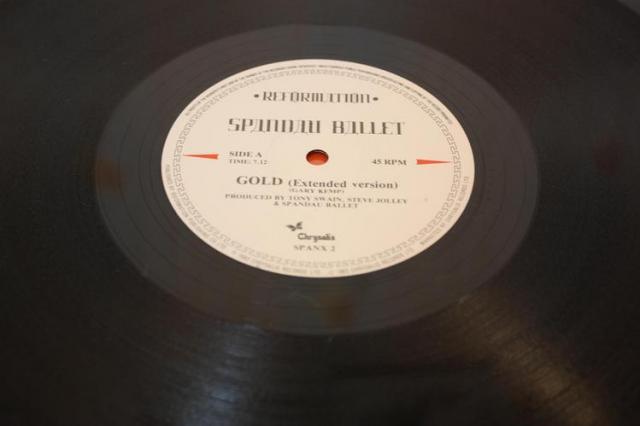 • REFORMATION •
SPANDAU BALLET
SIDE A
TIME: 7.12
45 RPM
GOLD (Extended version)
(GARY KEMP)
PRODUCED BY TONY SWAIN, STEVE JOLLEY
& SPANDAU BALLET
Chrysalis
SPANX 2